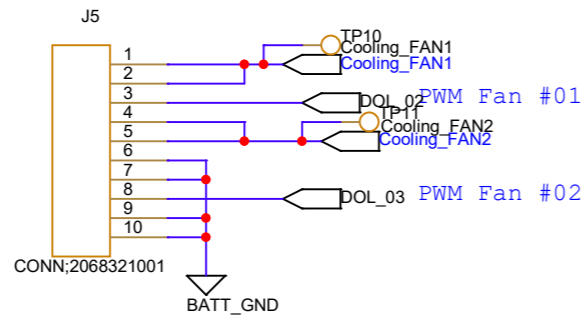 J5
TP10
1
Cooling_FAN1
2
Cooling_FAN1
3
DOL_02
PWM Fan #01
4
TP11
Cooling_FAN2
5
Cooling_FAN2
6
7
8
DOL_03
PWM Fan #02
9
10
CONN;2068321001
BATT_GND